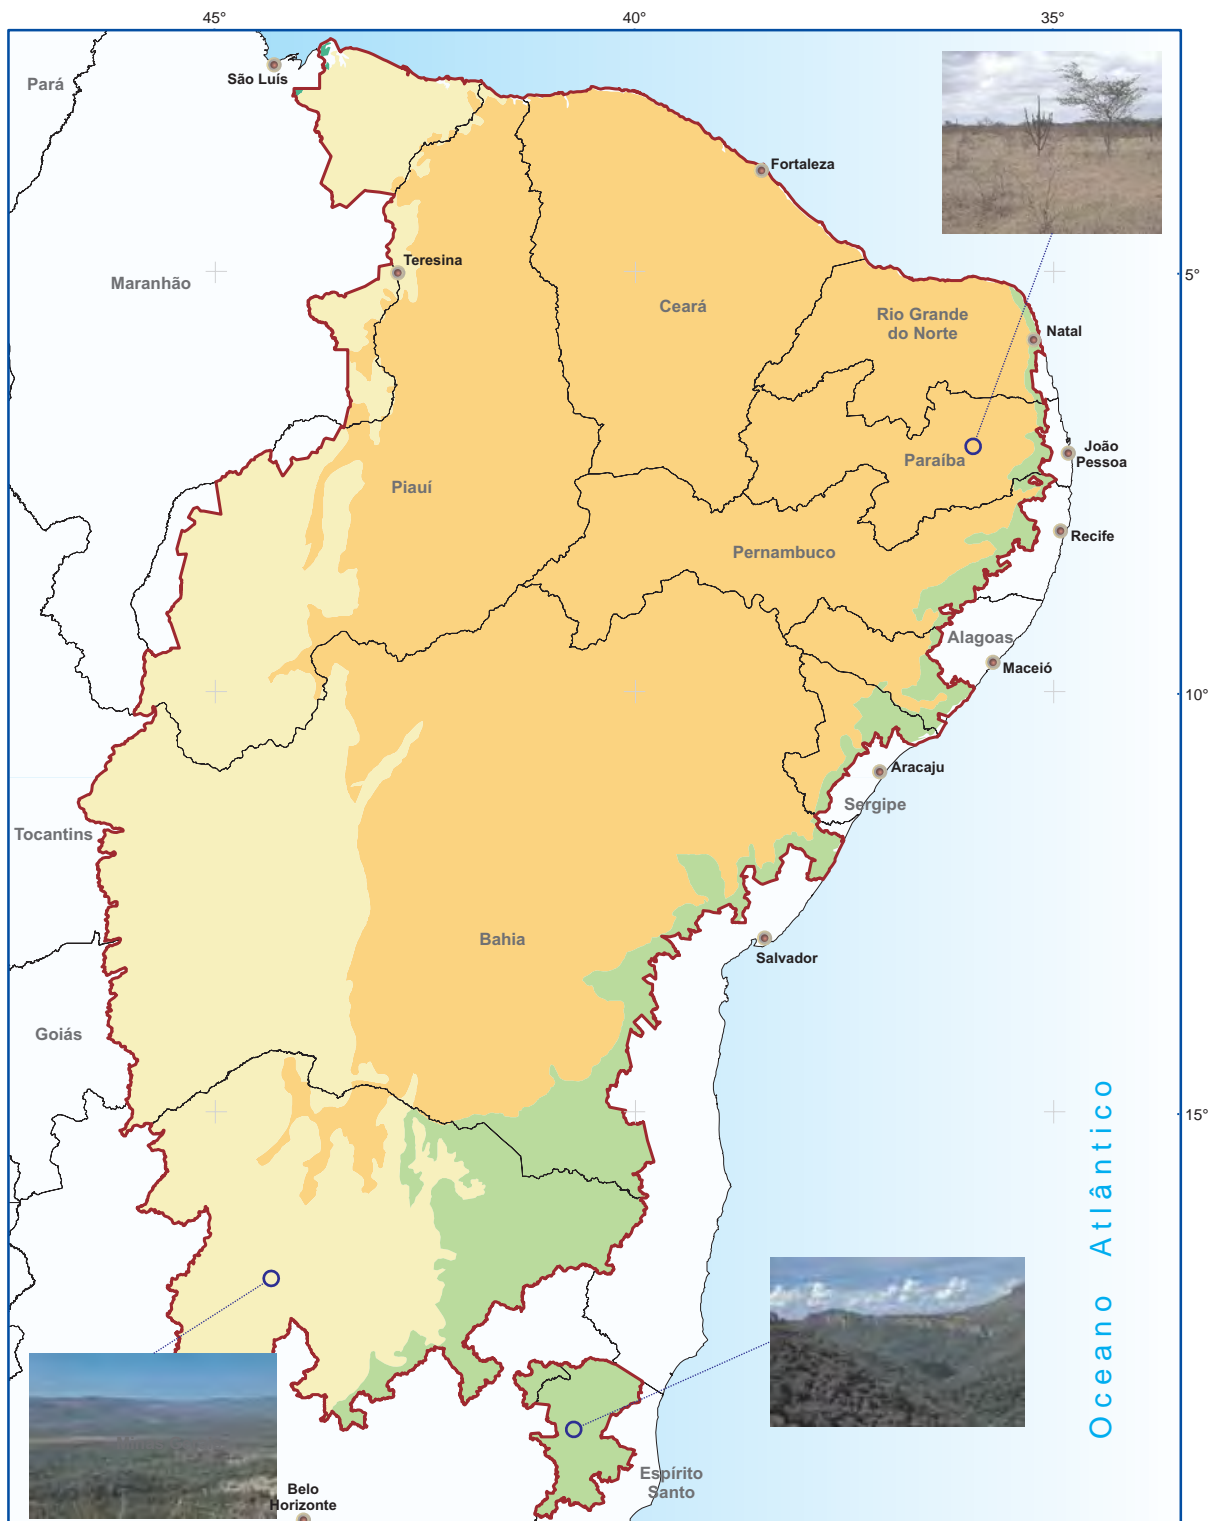 45°
40°
35°
São Luís
Pará
Fortaleza
Teresina
5°
Maranhão
Ceará
Rio Grande
do Norte
Natal
João
Pessoa
Paraíba
Piauí
Recife
Pernambuco
Alagoas
Maceió
10°
Aracaju
Sergipe
Tocantins
Bahia
Salvador
Goiás
15°
Oceano Atlântico
Espírito
Santo
Belo
Horizonte